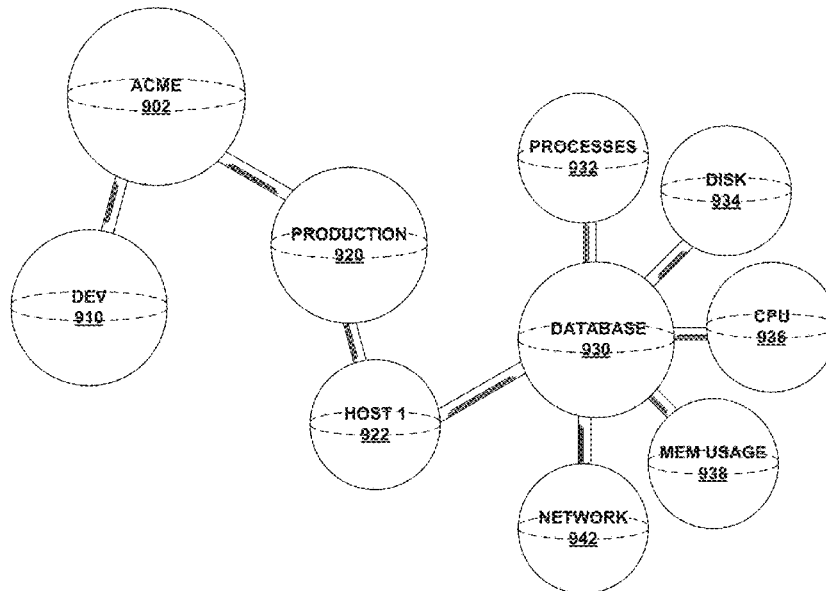 ACME
902
PROCESSES
932
DISK
934
PRODUCTION
920
DEV
910
DATABASE
930
CPU
936
HOST 1
922
MEM USAGE
938
NETWORK
942